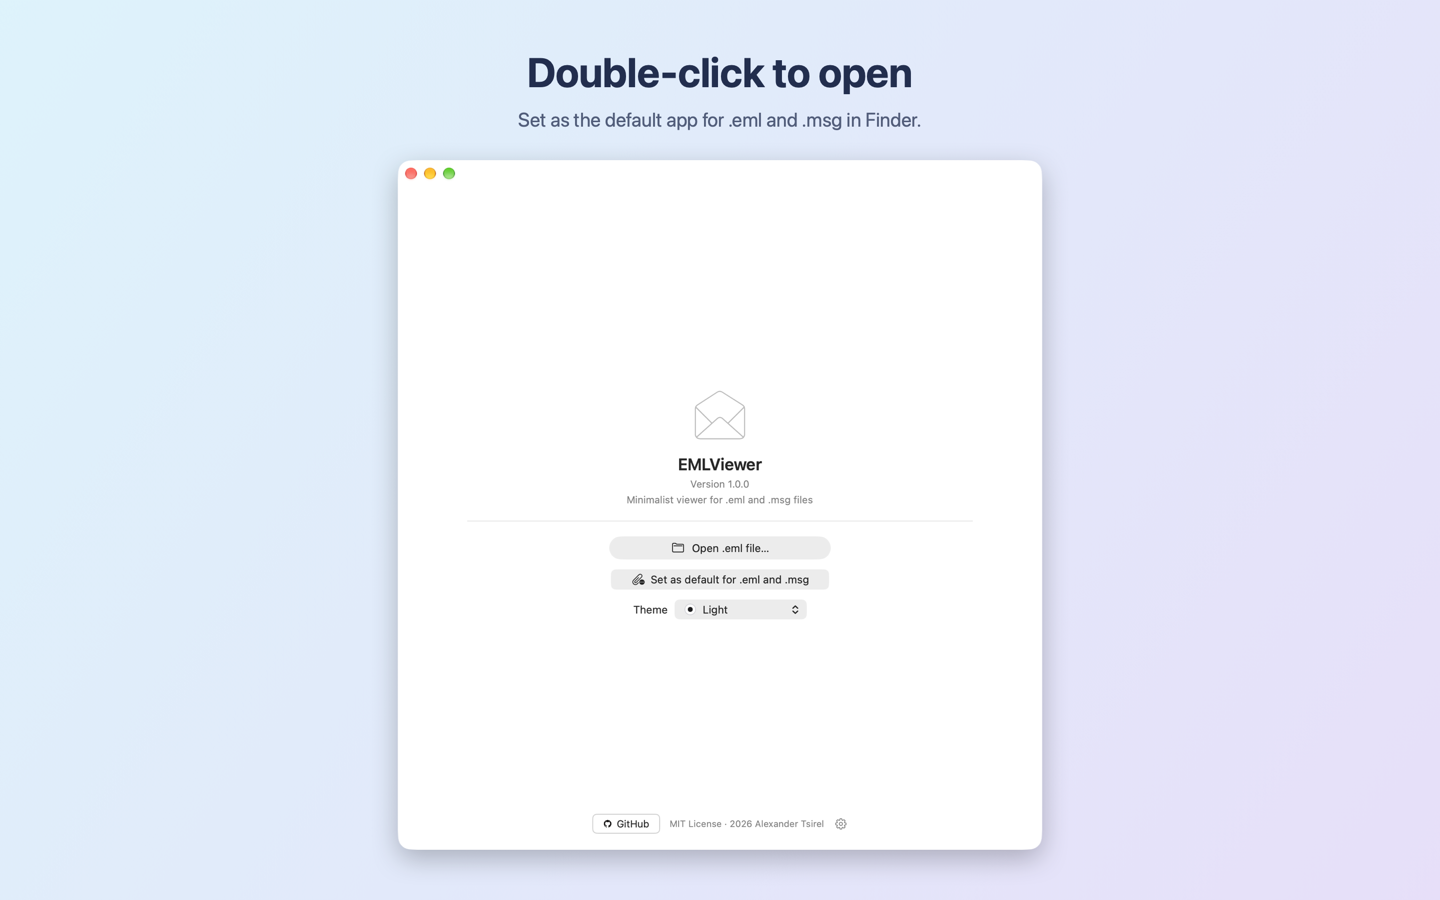 Double-click to open
Set as the default app for .eml and .msg in Finder.
EMLViewer
Version 1.0.0
Minimalist viewer for .eml and .msg files
Open .eml file...
Set as default for .eml and .msg
Theme Light
GitHub MIT License · 2026 Alexander Tsirel